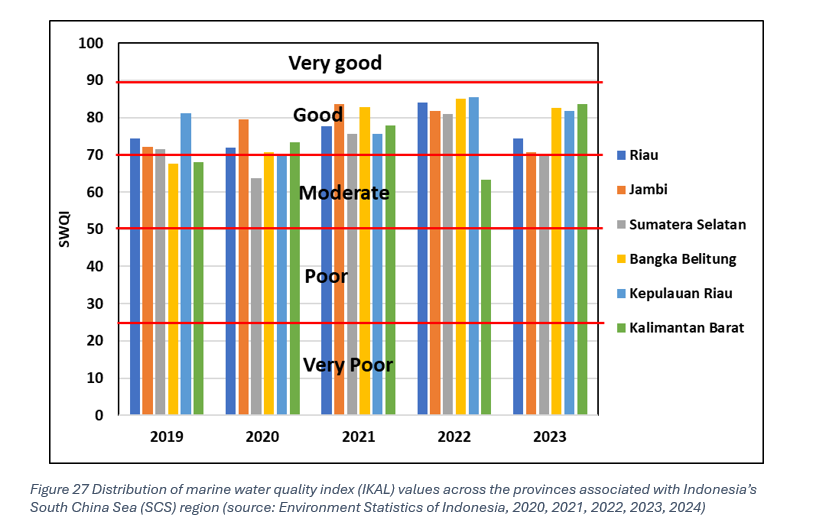 100
90
80
70
60
50
40
30
20
10
0
SWQI
Very good
Good
Moderate
Poor
Very Poor
2019 2020 2021 2022 2023
Riau
Jambi
Sumatera Selatan
Bangka Belitung
Kepulauan Riau
Kalimantan Barat
Figure 27 Distribution of marine water quality index (IKAL) values across the provinces associated with Indonesia's
South China Sea (SCS) region (source: Environment Statistics of Indonesia, 2020, 2021, 2022, 2023, 2024)